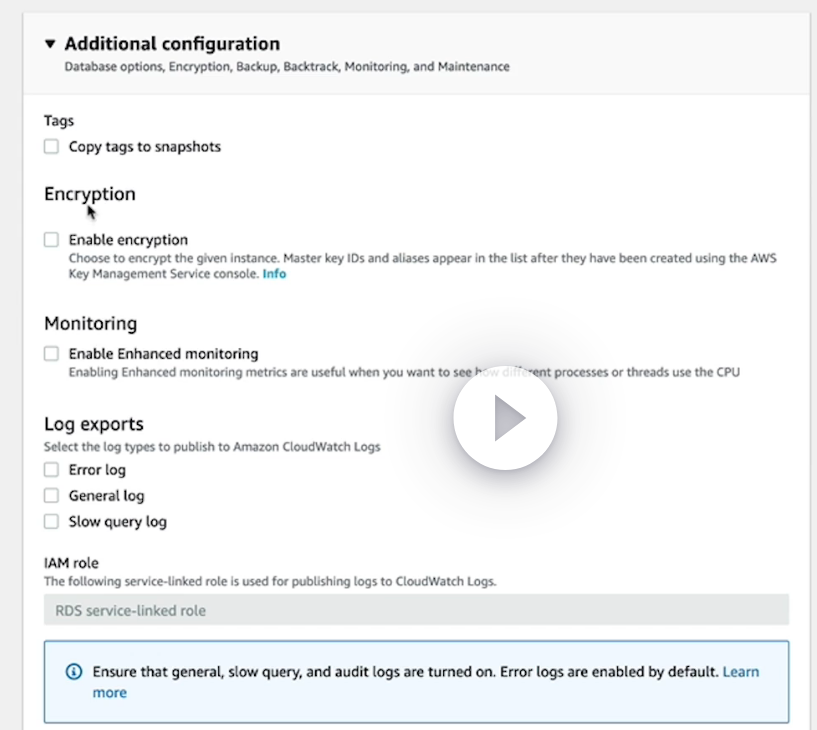 Additional configuration
Database options, Encryption, Backup, Backtrack, Monitoring, and Maintenance
Tags
Copy tags to snapshots
Encryption
Enable encryption
Choose to encrypt the given instance. Master key IDs and aliases appear in the list after they have been created using the AWS
Key Management Service console. Info
Monitoring
Enable Enhanced monitoring
Enabling Enhanced monitoring metrics are useful when you want to see how different processes or threads use the CPU
Log exports
Select the log types to publish to Amazon CloudWatch Logs
Error log
General log
Slow query log
IAM role
The following service-linked role is used for publishing logs to CloudWatch Logs.
RDS service-linked role
Ensure that general, slow query, and audit logs are turned on. Error logs are enabled by default. Learn
more